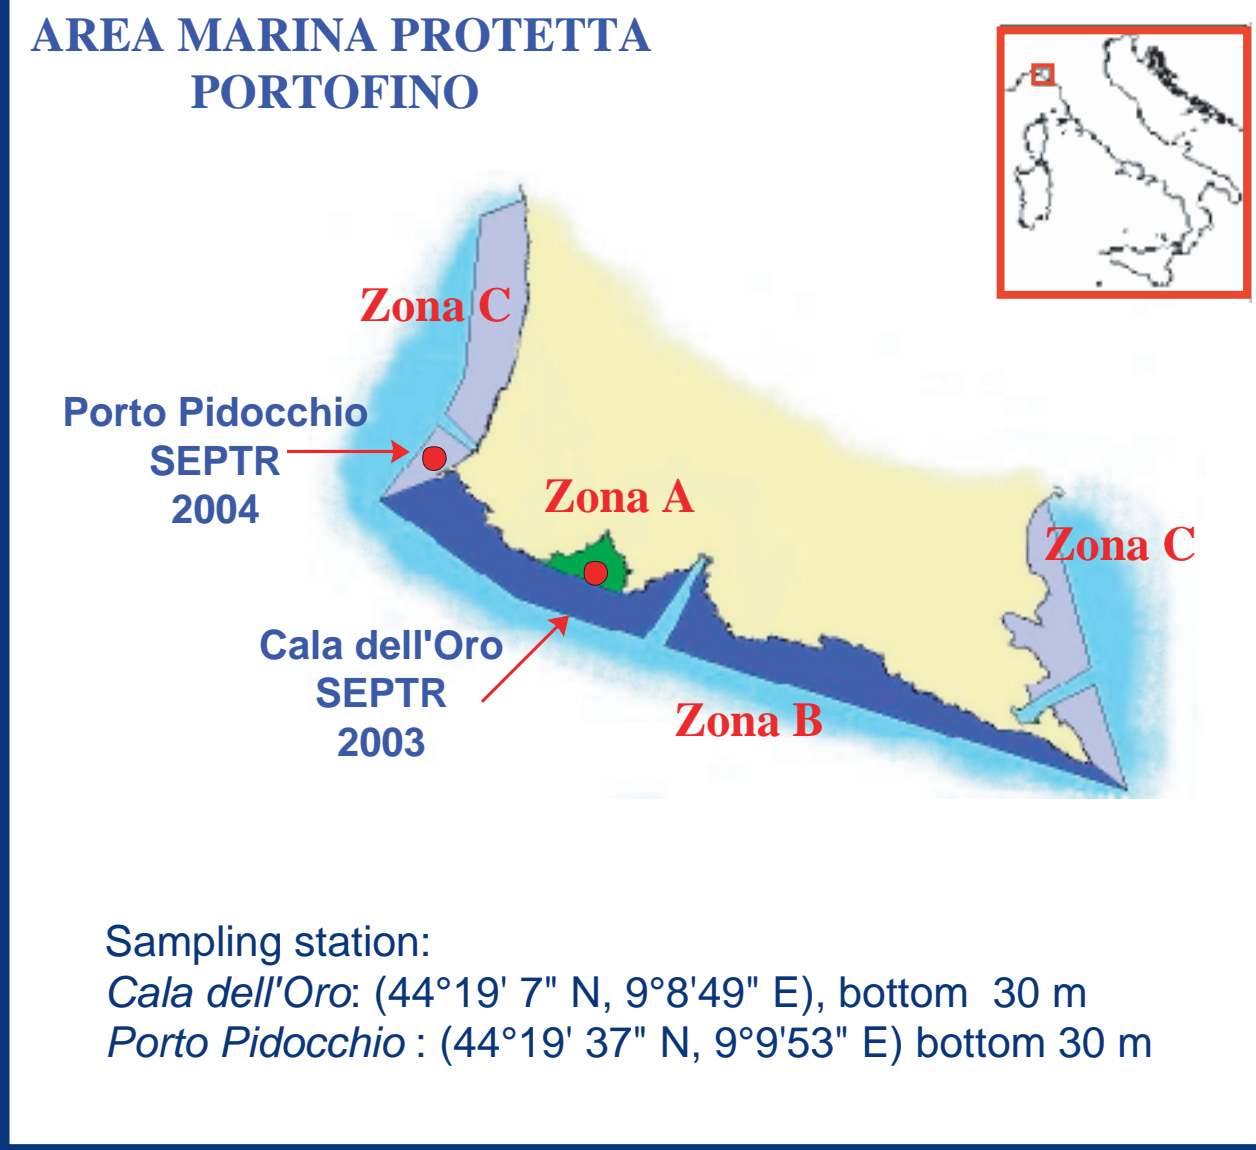 AREA MARINA PROTETTA
PORTOFINO
Zona C
Porto Pidocchio
SEPTR
2004
Zona A
Zona C
Cala dell'Oro
SEPTR
2003
Zona B
Sampling station:
Cala dell'Oro: (44°19' 7" N, 9°8'49" E), bottom 30 m
Porto Pidocchio : (44°19' 37" N, 9°9'53" E) bottom 30 m